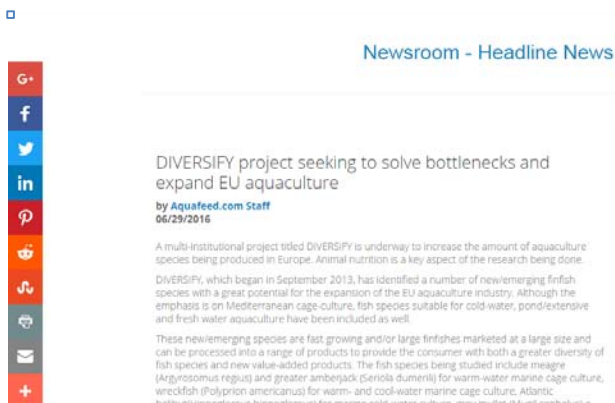 Newsroom - Headline News
G+
f
in
DIVERSIFY project seeking to solve bottlenecks and
expand EU aquaculture
by Aquafeed.com Staff
06/29/2016
A multi-institutional project titled DIVERSIFY is underway to increase the amount of aquaculture
species being produced in Europe. Animal nutrition is a key aspect of the research being done.
DIVERSIFY, which began in September 2013, has identified a number of new/emerging finfish
species with a great potential for the expansion of the EU aquaculture industry. Although the
emphasis is on Mediterranean cage-culture, fish species suitable for cold-water, pond/extensive
and fresh water aquaculture have been included as well.
These new/emerging species are fast growing and/or large finfishes marketed at a large size and
can be processed into a range of products to provide the consumer with both a greater diversity of
fish species and new value-added products. The fish species being studied include meagre
(Argyrosomus regius) and greater amberjack (Seriola dumerili) for warm-water marine cage culture,
wreckfish (Polyprion americanus) for warm- and cool-water marine cage culture, Atlantic